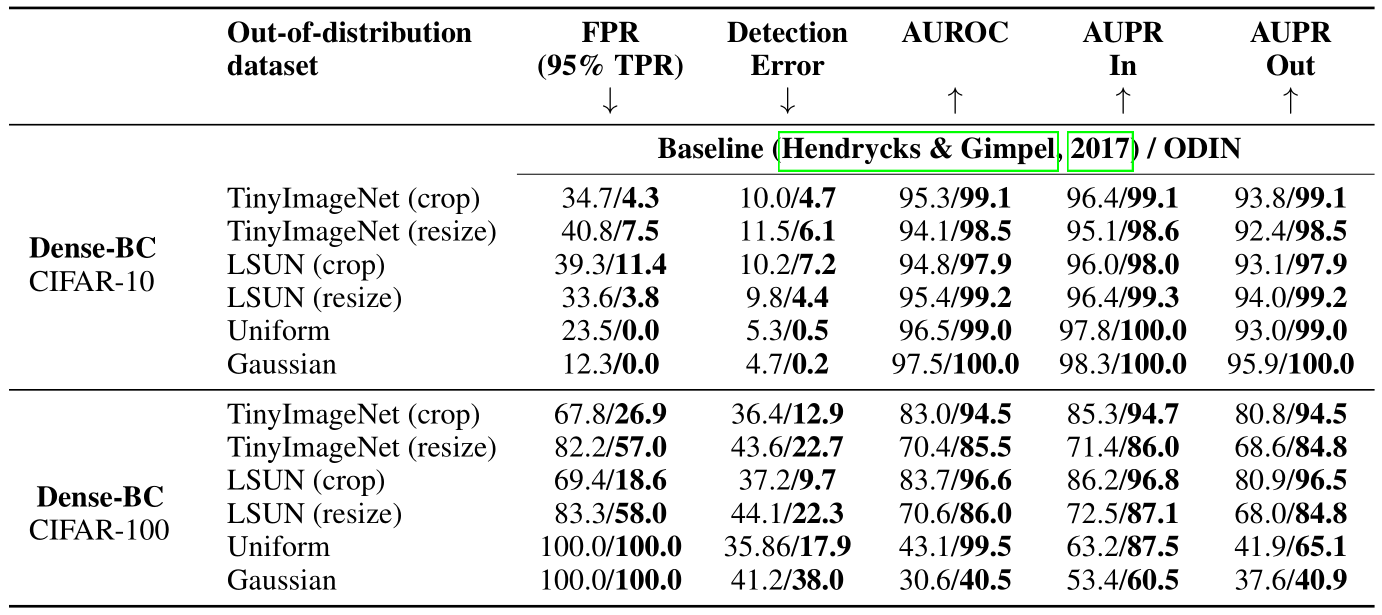 Out-of-distribution dataset FPR (95% TPR) ↓ Detection Error ↓ AUROC ↑ AUPR In ↑ AUPR Out ↑
Baseline (Hendrycks & Gimpel, 2017) / ODIN
Dense-BC CIFAR-10
TinyImageNet (crop) 34.7/4.3 10.0/4.7 95.3/99.1 96.4/99.1 93.8/99.1
TinyImageNet (resize) 40.8/7.5 11.5/6.1 94.1/98.5 95.1/98.6 92.4/98.5
LSUN (crop) 39.3/11.4 10.2/7.2 94.8/97.9 96.0/98.0 93.1/97.9
LSUN (resize) 33.6/3.8 9.8/4.4 95.4/99.2 96.4/99.3 94.0/99.2
Uniform 23.5/0.0 5.3/0.5 96.5/99.0 97.8/100.0 93.0/99.0
Gaussian 12.3/0.0 4.7/0.2 97.5/100.0 98.3/100.0 95.9/100.0
Dense-BC CIFAR-100
TinyImageNet (crop) 67.8/26.9 36.4/12.9 83.0/94.5 85.3/94.7 80.8/94.5
TinyImageNet (resize) 82.2/57.0 43.6/22.7 70.4/85.5 71.4/86.0 68.6/84.8
LSUN (crop) 69.4/18.6 37.2/9.7 83.7/96.6 86.2/96.8 80.9/96.5
LSUN (resize) 83.3/58.0 44.1/22.3 70.6/86.0 72.5/87.1 68.0/84.8
Uniform 100.0/100.0 35.86/17.9 43.1/99.5 63.2/87.5 41.9/65.1
Gaussian 100.0/100.0 41.2/38.0 30.6/40.5 53.4/60.5 37.6/40.9